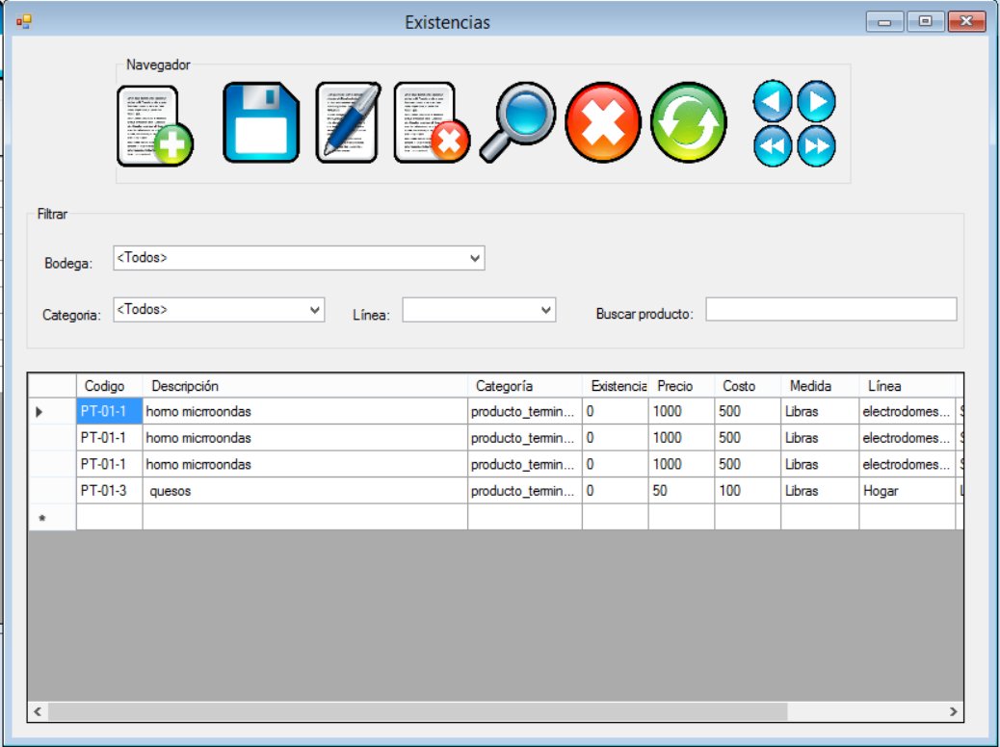 Existencias
Navegador
Filtrar
Bodega: <Todos>
Categoria: <Todos> Línea: Buscar producto:
Codigo Descripción Categoría Existencia Precio Costo Medida Línea
PT-01-1 horno micrroondas producto_termin... 0 1000 500 Libras electrodomes... S
PT-01-1 horno micrroondas producto_termin... 0 1000 500 Libras electrodomes... S
PT-01-1 horno micrroondas producto_termin... 0 1000 500 Libras electrodomes... S
PT-01-3 quesos producto_termin... 0 50 100 Libras Hogar L